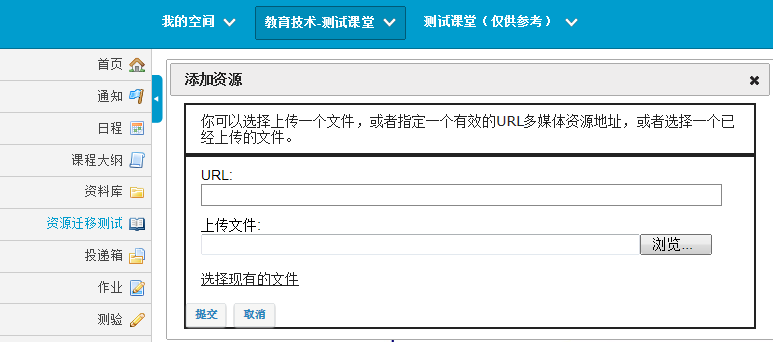 我的空间
教育技术-测试课堂
测试课堂（仅供参考）
首页
通知
日程
课程大纲
资料库
资源迁移测试
投递箱
作业
测验
添加资源
你可以选择上传一个文件，或者指定一个有效的URL多媒体资源地址，或者选择一个已
经上传的文件。
URL:
上传文件:
浏览...
选择现有的文件
提交
取消